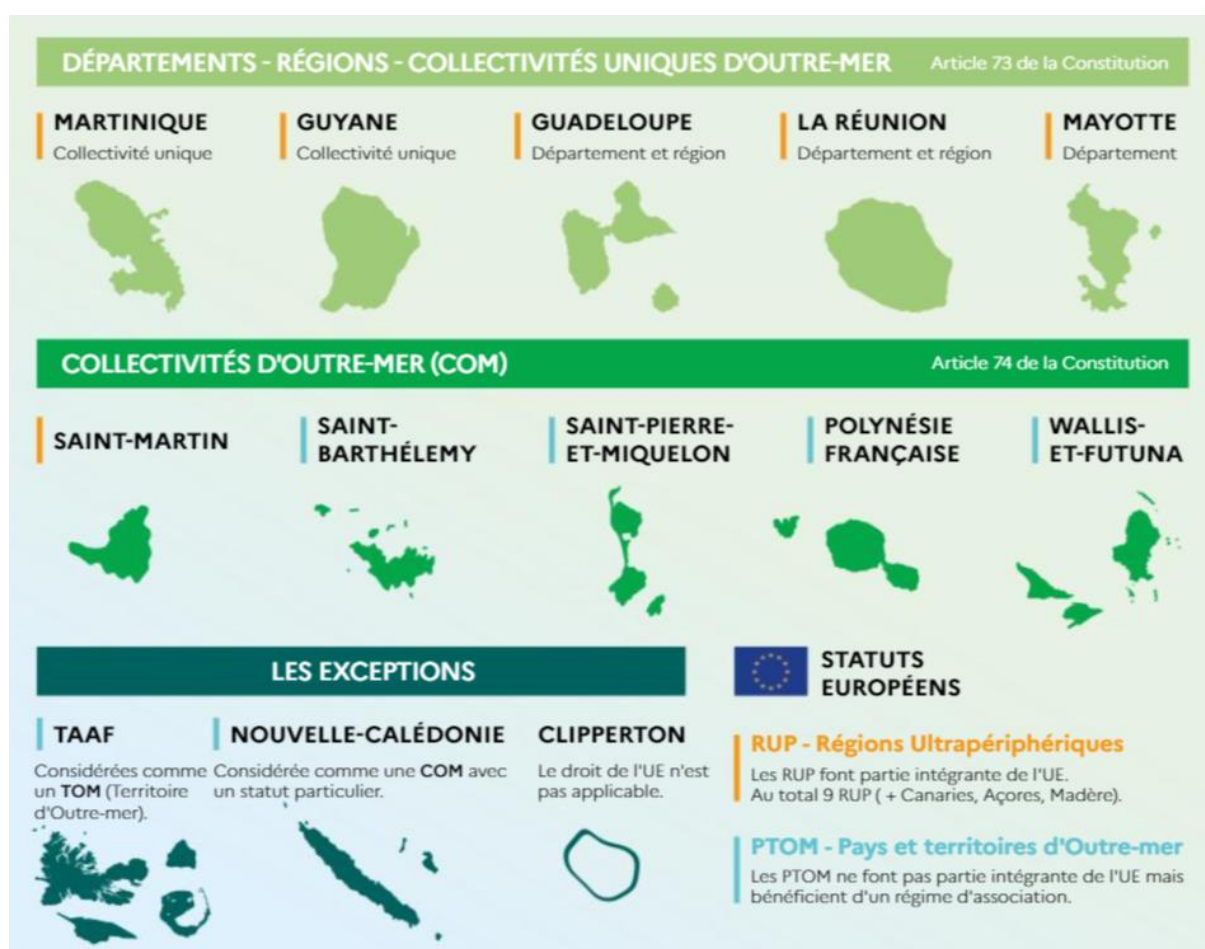 DÉPARTEMENTS - RÉGIONS - COLLECTIVITÉS UNIQUES D'OUTRE-MER
Article 73 de la Constitution
MARTINIQUE
Collectivité unique
GUYANE
Collectivité unique
GUADELOUPE
Département et région
LA RÉUNION
Département et région
MAYOTTE
Département
COLLECTIVITÉS D'OUTRE-MER (COM)
Article 74 de la Constitution
SAINT-MARTIN
SAINT-
BARTHÉLEMY
SAINT-PIERRE-
ET-MIQUELON
POLYNÉSIE
FRANÇAISE
WALLIS-
ET-FUTUNA
LES EXCEPTIONS
TAAF
Considérées comme
un TOM (Territoire
d'Outre-mer).
NOUVELLE-CALÉDONIE
Considérée comme une COM avec
un statut particulier.
CLIPPERTON
Le droit de l'UE n'est
pas applicable.
STATUTS
EUROPÉENS
RUP - Régions Ultrapériphériques
Les RUP font partie intégrante de l'UE.
Au total 9 RUP ( + Canaries, Açores, Madère).
PTOM - Pays et territoires d'Outre-mer
Les PTOM ne font pas partie intégrante de l'UE mais
bénéficient d'un régime d'association.